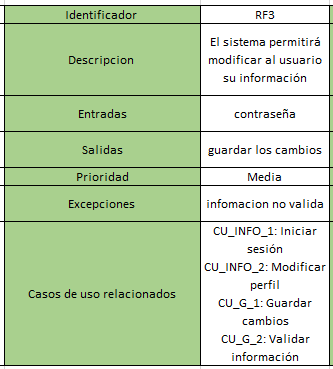 Identificador RF3
Descripcion El sistema permitirá
modificar al usuario
su información
Entradas contraseña
Salidas guardar los cambios
Prioridad Media
Excepciones infomacion no valida
Casos de uso relacionados CU_INFO_1: Iniciar
sesión
CU_INFO_2: Modificar
perfil
CU_G_1: Guardar
cambios
CU_G_2: Validar
información